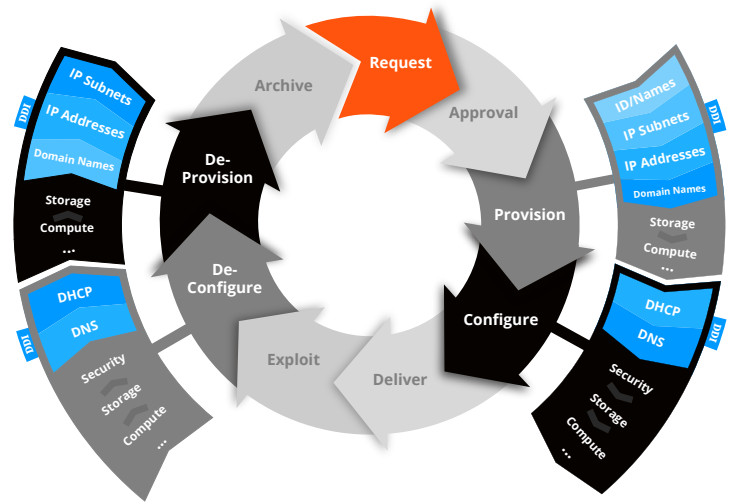 Request
Approval
Provision
Configure
Deliver
Exploit
De-
Configure
De-
Provision
Archive
DDI
ID/Names
IP Subnets
IP Addresses
Domain Names
Storage
Compute
...
DDI
DHCP
DNS
Security
Storage
Compute
...
DDI
DHCP
DNS
Security
Storage
Compute
...
DDI
IP Subnets
IP Addresses
Domain Names
Storage
Compute
...